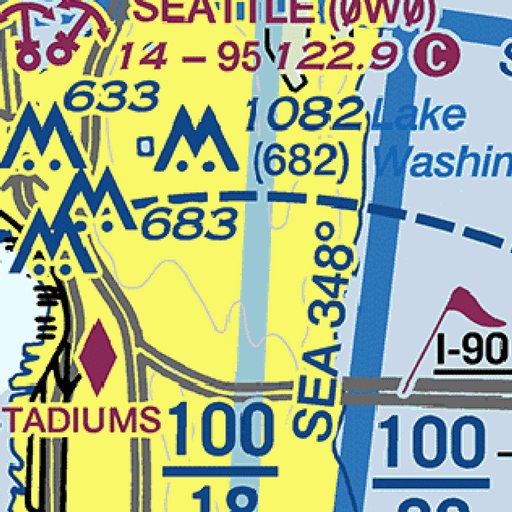 SEATTLE (0W0)
14 - 95 122.9 C
633
1082 Lake
(682) Washin
683
SEA 348°
I-90
TADIUMS
100
18
100